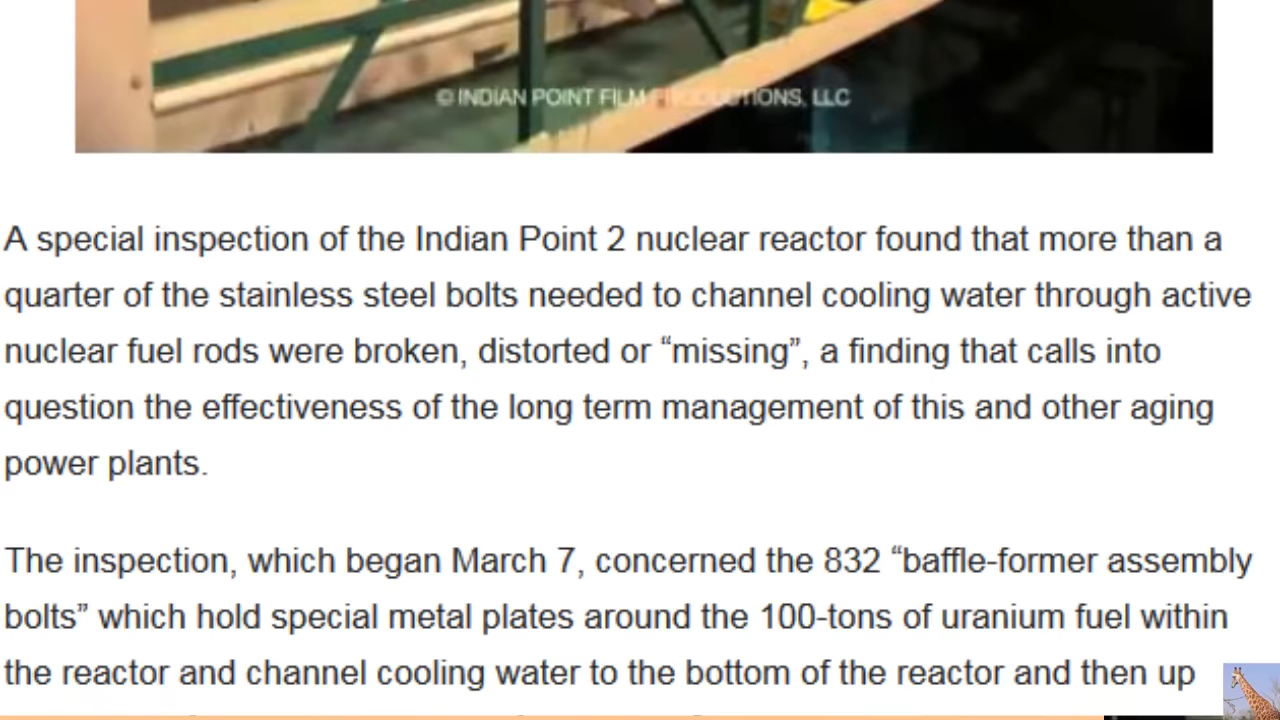 © INDIAN POINT FILM PRODUCTIONS, LLC
A special inspection of the Indian Point 2 nuclear reactor found that more than a
quarter of the stainless steel bolts needed to channel cooling water through active
nuclear fuel rods were broken, distorted or “missing”, a finding that calls into
question the effectiveness of the long term management of this and other aging
power plants.
The inspection, which began March 7, concerned the 832 “baffle-former assembly
bolts” which hold special metal plates around the 100-tons of uranium fuel within
the reactor and channel cooling water to the bottom of the reactor and then up